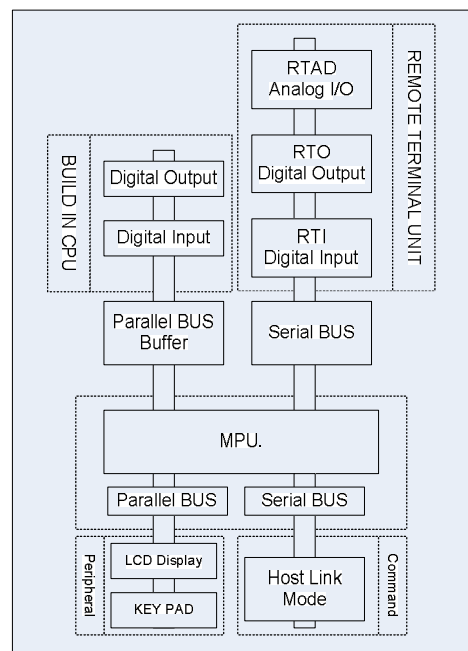 RTAD
Analog I/O
RTO
Digital Output
RTI
Digital Input
REMOTE TERMINAL UNIT
BUILD IN CPU
Digital Output
Digital Input
Parallel BUS
Buffer
Serial BUS
MPU.
Parallel BUS
Serial BUS
Peripheral
LCD Display
KEY PAD
Host Link
Mode
Command